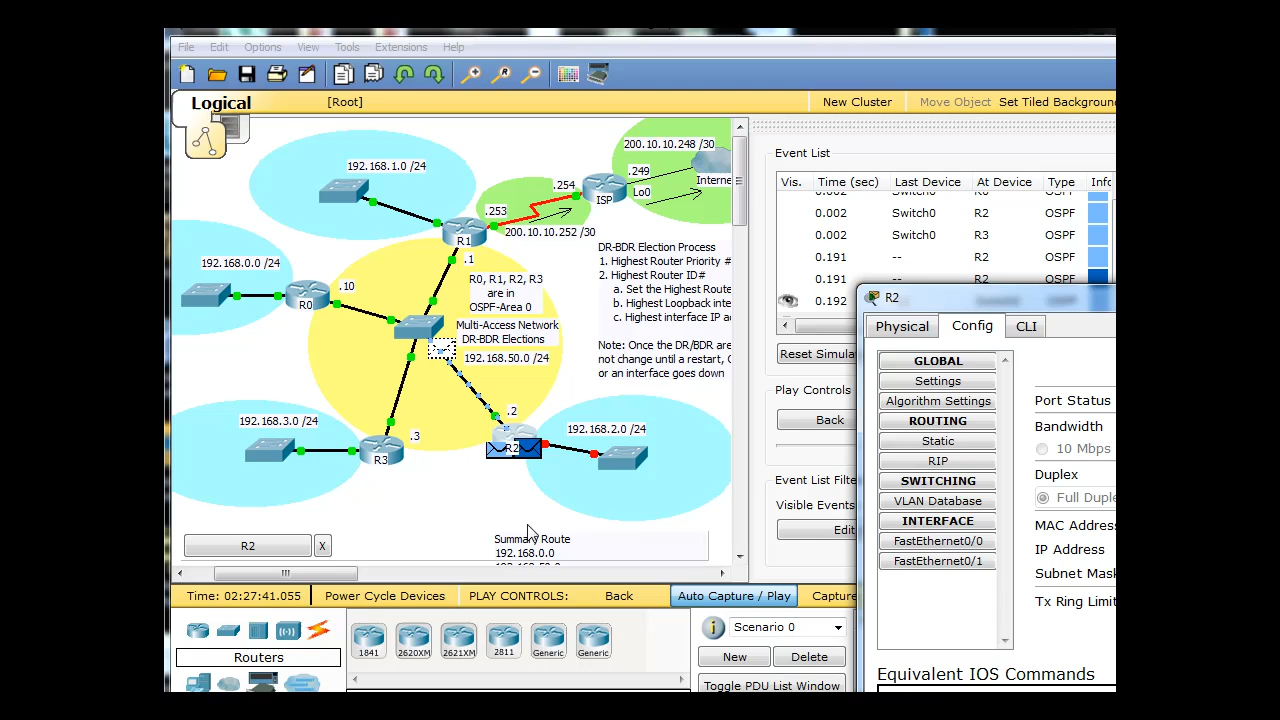 File Edit Options View Tools Extensions Help
Logical
[Root]
New Cluster
Move Object
Set Tiled Background
192.168.1.0 /24
200.10.10.248 /30
.249
Internet
.254
Lo0
ISP
.253
200.10.10.252 /30
R1
.1
192.168.0.0 /24
.10
R0
R0, R1, R2, R3
are in
OSPF-Area 0
Multi-Access Network
DR-BDR Elections
192.168.50.0 /24
DR-BDR Election Process
1. Highest Router Priority #
2. Highest Router ID#
a. Set the Highest Route
b. Highest Loopback inte
c. Highest interface IP a
Note: Once the DR/BDR are
not change until a restart,
or an interface goes down
.2
192.168.3.0 /24
.3
R3
R2
192.168.2.0 /24
Summary Route
192.168.0.0
R2
X
Event List
Vis. Time (sec) Last Device At Device Type Info
0.002 Switch0 R2 OSPF
0.002 Switch0 R3 OSPF
0.191 -- R2 OSPF
0.191 -- R2
0.192
Reset Simula
Play Controls
Back
Event List Filte
Visible Events
Edit
R2
Physical Config CLI
GLOBAL
Settings
Algorithm Settings
ROUTING
Static
RIP
SWITCHING
VLAN Database
INTERFACE
FastEthernet0/0
FastEthernet0/1
Port Status
Bandwidth
10 Mbps
Duplex
Full Duple
MAC Addres
IP Address
Subnet Mas
Tx Ring Limit
Equivalent IOS Commands
Time: 02:27:41.055 Power Cycle Devices PLAY CONTROLS: Back Auto Capture / Play Capture
Routers
1841 2620XM 2621XM 2811 Generic Generic
Scenario 0
New Delete
Toggle PDU List Window